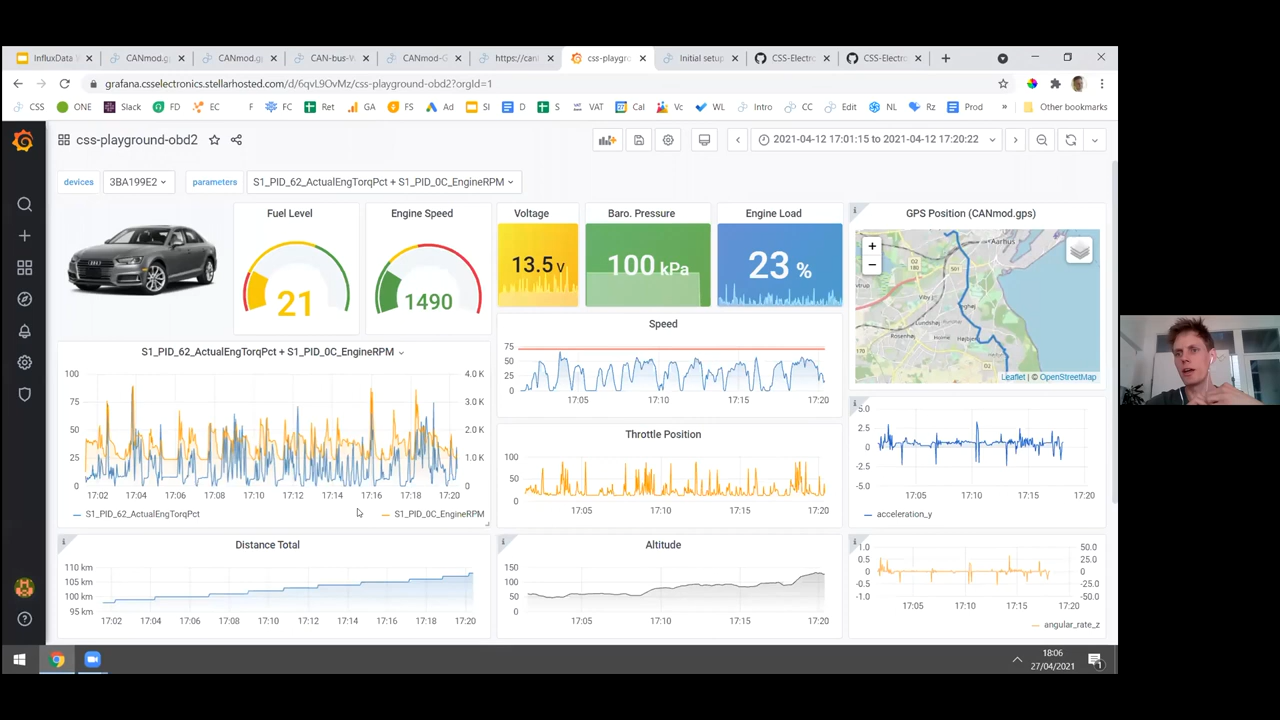 InfluxData W
CANmod.g
CANmod.g
CAN-bus-W
CANmod-G
https://can
css-playgro
Initial setup
CSS-Electro
CSS-Electro
grafana.csselectronics.stellarhosted.com/d/6qvL9OvMz/css-playground-obd2?orgId=1
CSS ONE Slack FD EC F FC Ret GA FS Ad SI D S VAT Cal Vc WL Intro CC Edit NL Rz Prod » Other bookmarks
css-playground-obd2
2021-04-12 17:01:15 to 2021-04-12 17:20:22
devices 3BA199E2 parameters S1_PID_62_ActualEngTorqPct + S1_PID_0C_EngineRPM
Fuel Level
21
Engine Speed
1490
Voltage
13.5 v
Baro. Pressure
100 kPa
Engine Load
23 %
GPS Position (CANmod.gps)
+
−
Aarhus
Viby
Højbjerg
Leaflet | © OpenStreetMap
S1_PID_62_ActualEngTorqPct + S1_PID_0C_EngineRPM
100
75
50
25
0
4.0 K
3.0 K
2.0 K
1.0 K
0
17:02 17:04 17:06 17:08 17:10 17:12 17:14 17:16 17:18 17:20
S1_PID_62_ActualEngTorqPct S1_PID_0C_EngineRPM
Speed
75
50
25
0
17:05 17:10 17:15 17:20
Throttle Position
100
50
0
17:05 17:10 17:15 17:20
5.0
2.5
0
-2.5
-5.0
17:05 17:10 17:15 17:20
acceleration_y
Distance Total
110 km
105 km
100 km
95 km
17:02 17:04 17:06 17:08 17:10 17:12 17:14 17:16 17:18 17:20
Altitude
150
100
50
0
17:05 17:10 17:15 17:20
1.0
0.5
0
-0.5
-1.0
50.0
25.0
0
-25.0
-50.0
17:05 17:10 17:15 17:20
angular_rate_z
18:06
27/04/2021
1